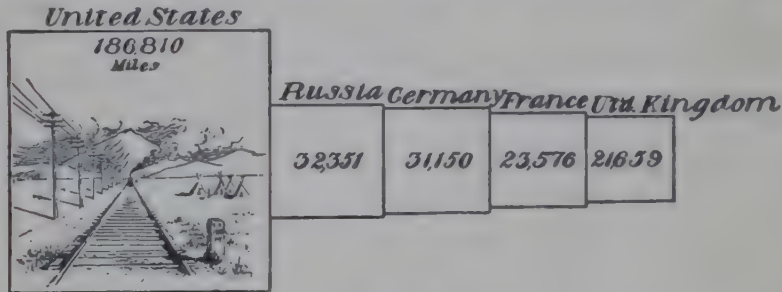 United States
186,810
Miles
Russia Germany France Utd. Kingdom
32,351 31,150 23,576 21,659